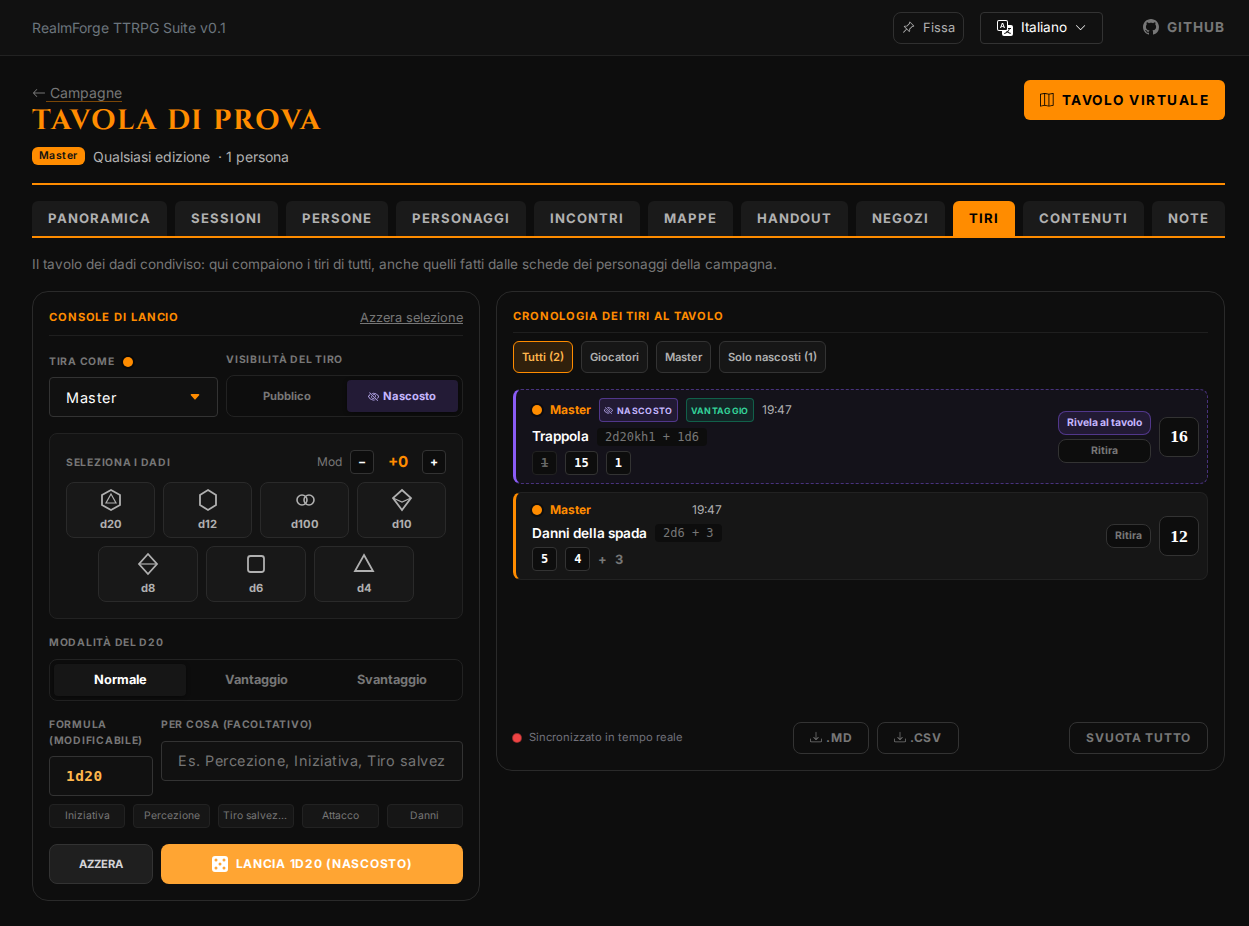 RealmForge TTRPG Suite v0.1
Fissa
Italiano
GITHUB
← Campagne
TAVOLA DI PROVA
TAVOLO VIRTUALE
Master Qualsiasi edizione · 1 persona
PANORAMICA
SESSIONI
PERSONE
PERSONAGGI
INCONTRI
MAPPE
HANDOUT
NEGOZI
TIRI
CONTENUTI
NOTE
Il tavolo dei dadi condiviso: qui compaiono i tiri di tutti, anche quelli fatti dalle schede dei personaggi della campagna.
CONSOLE DI LANCIO
Azzera selezione
TIRA COME
VISIBILITÀ DEL TIRO
Master
Pubblico
Nascosto
SELEZIONA I DADI
Mod − +0 +
d20
d12
d100
d10
d8
d6
d4
MODALITÀ DEL D20
Normale
Vantaggio
Svantaggio
FORMULA
(MODIFICABILE)
PER COSA (FACOLTATIVO)
1d20
Es. Percezione, Iniziativa, Tiro salvez
Iniziativa
Percezione
Tiro salvez...
Attacco
Danni
AZZERA
LANCIA 1D20 (NASCOSTO)
CRONOLOGIA DEI TIRI AL TAVOLO
Tutti (2)
Giocatori
Master
Solo nascosti (1)
Master NASCOSTO VANTAGGIO 19:47
Trappola 2d20kh1 + 1d6
1 15 1
Rivela al tavolo
Ritira
16
Master 19:47
Danni della spada 2d6 + 3
5 4 + 3
Ritira
12
Sincronizzato in tempo reale
.MD
.CSV
SVUOTA TUTTO